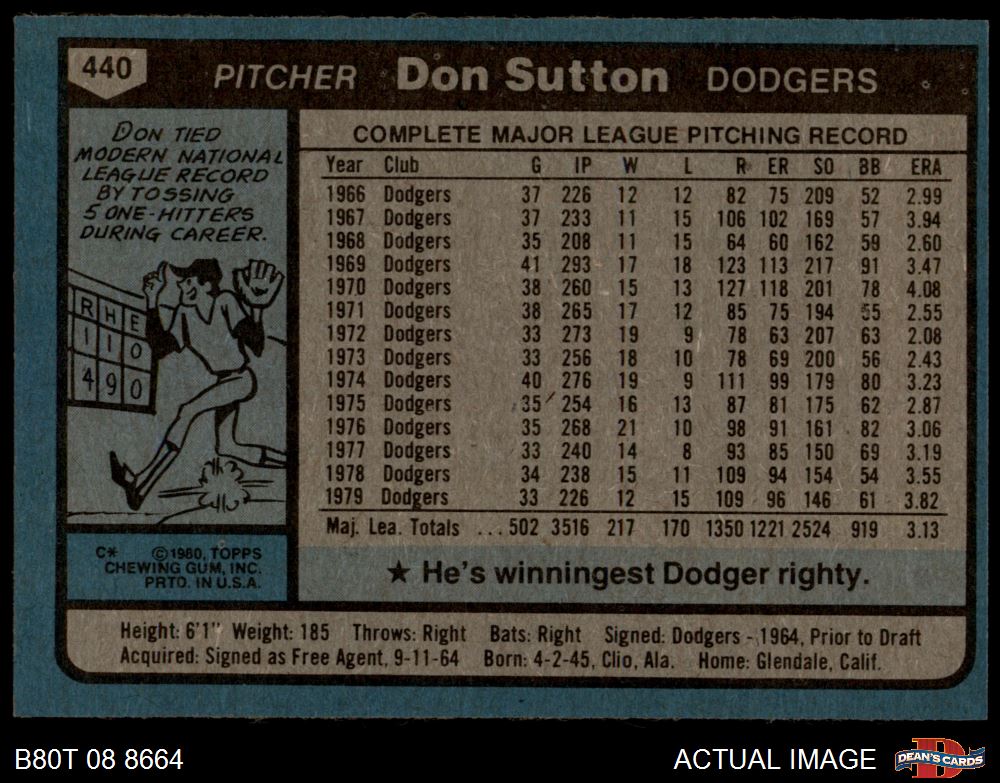 440 PITCHER Don Sutton DODGERS
DON TIED
MODERN NATIONAL
LEAGUE RECORD
BY TOSSING
5 ONE-HITTERS
DURING CAREER.
R H E
1 1 0
4 9 0
C* ©1980, TOPPS
CHEWING GUM, INC.
PRTD. IN U.S.A.
COMPLETE MAJOR LEAGUE PITCHING RECORD
Year Club G IP W L R ER SO BB ERA
1966 Dodgers 37 226 12 12 82 75 209 52 2.99
1967 Dodgers 37 233 11 15 106 102 169 57 3.94
1968 Dodgers 35 208 11 15 64 60 162 59 2.60
1969 Dodgers 41 293 17 18 123 113 217 91 3.47
1970 Dodgers 38 260 15 13 127 118 201 78 4.08
1971 Dodgers 38 265 17 12 85 75 194 55 2.55
1972 Dodgers 33 273 19 9 78 63 207 63 2.08
1973 Dodgers 33 256 18 10 78 69 200 56 2.43
1974 Dodgers 40 276 19 9 111 99 179 80 3.23
1975 Dodgers 35 254 16 13 87 81 175 62 2.87
1976 Dodgers 35 268 21 10 98 91 161 82 3.06
1977 Dodgers 33 240 14 8 93 85 150 69 3.19
1978 Dodgers 34 238 15 11 109 94 154 54 3.55
1979 Dodgers 33 226 12 15 109 96 146 61 3.82
Maj. Lea. Totals ... 502 3516 217 170 1350 1221 2524 919 3.13
★ He's winningest Dodger righty.
Height: 6'1" Weight: 185 Throws: Right Bats: Right Signed: Dodgers - 1964, Prior to Draft
Acquired: Signed as Free Agent, 9-11-64 Born: 4-2-45, Clio, Ala. Home: Glendale, Calif.
B80T 08 8664 ACTUAL IMAGE D DEAN'S CARDS